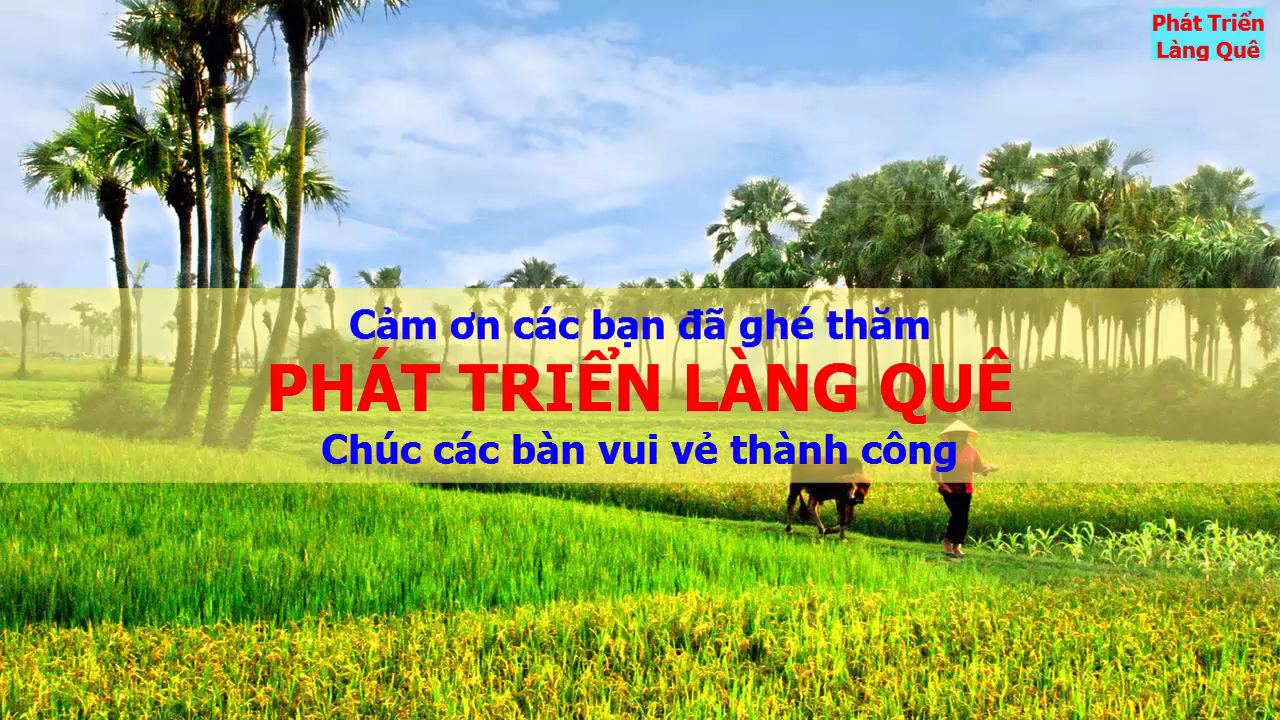 Phát Triển
Làng Quê
Cảm ơn các bạn đã ghé thăm
PHÁT TRIỂN LÀNG QUÊ
Chúc các bàn vui vẻ thành công